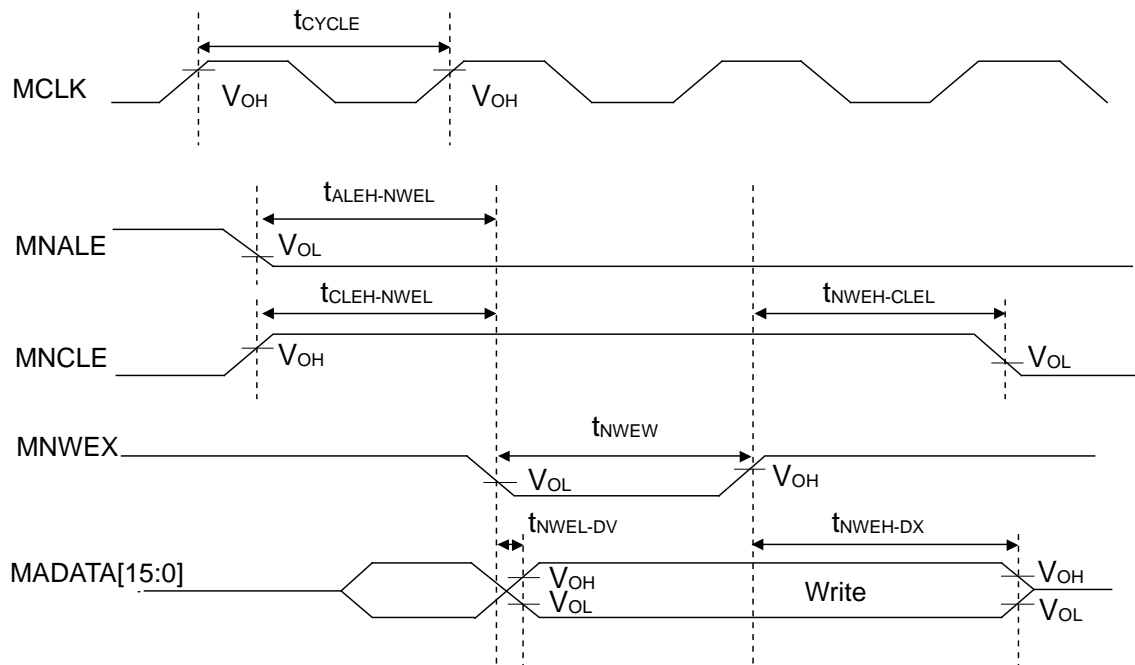 tCYCLE
MCLK
VOH
VOH
tALEH-NWEL
MNALE
VOL
tCLEH-NWEL
tNWEH-CLEL
MNCLE
VOH
VOL
tNWEW
MNWEX
VOL
VOH
tNWEL-DV
tNWEH-DX
MADATA[15:0]
VOH
VOL
Write
VOH
VOL